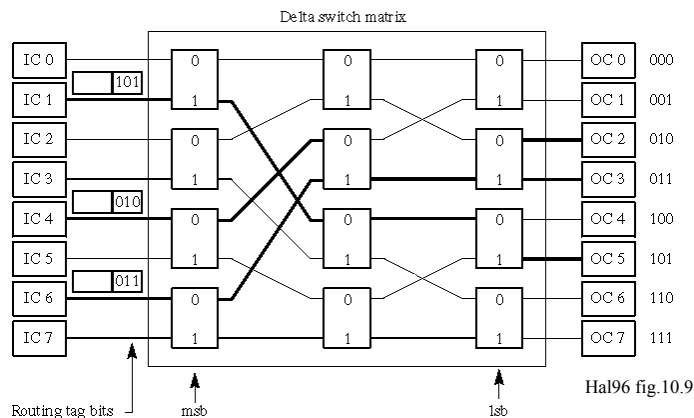 Delta switch matrix
IC 0 0 0 0 OC 0 000
101
IC 1 1 1 1 OC 1 001
IC 2 0 0 0 OC 2 010
IC 3 1 1 1 OC 3 011
010
IC 4 0 0 0 OC 4 100
IC 5 1 1 1 OC 5 101
011
IC 6 0 0 0 OC 6 110
IC 7 1 1 1 OC 7 111
Hal96 fig.10.9
Routing tag bits msb lsb